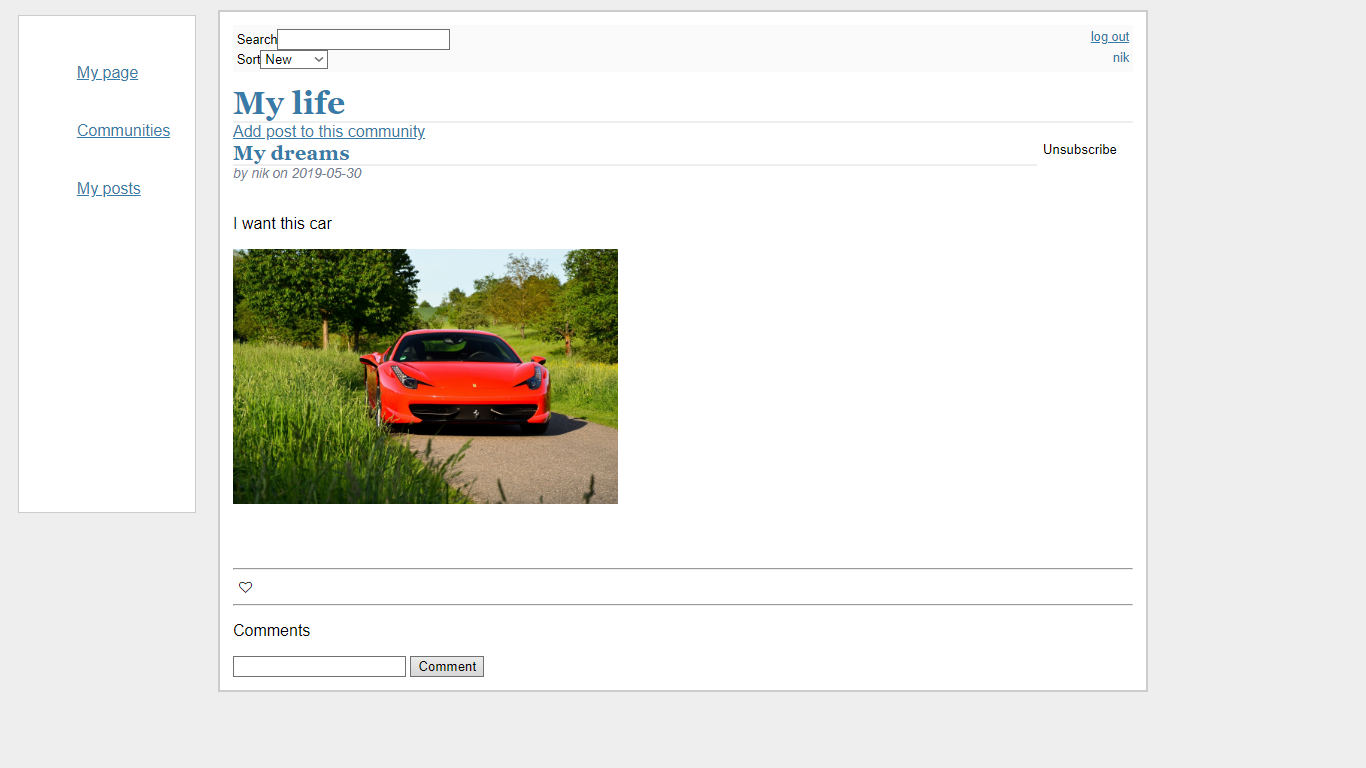 My page
Communities
My posts
Search
Sort New
log out
nik
My life
Add post to this community
My dreams
Unsubscribe
by nik on 2019-05-30
I want this car
Comments
Comment